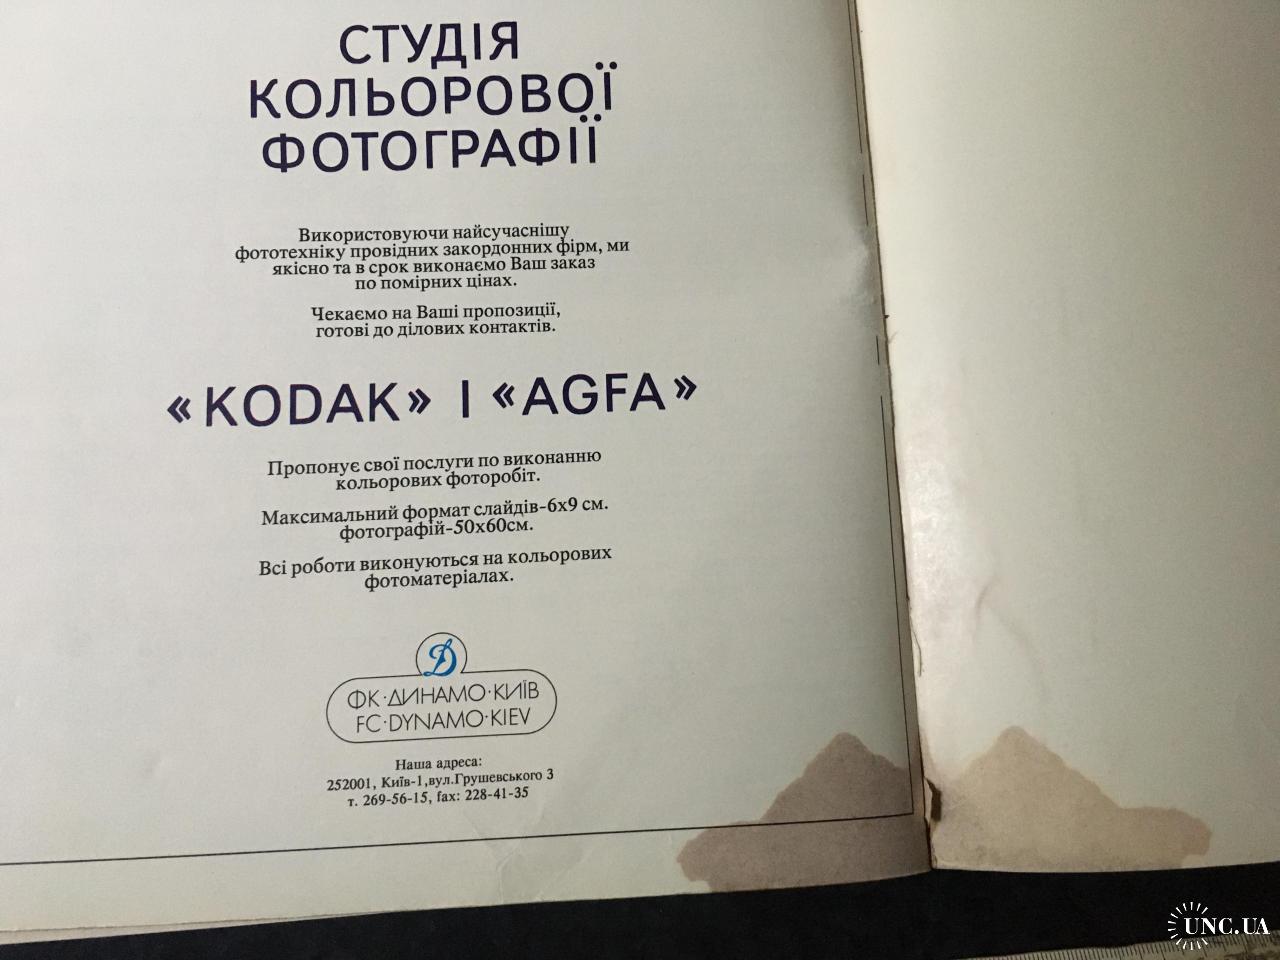 СТУДІЯ
КОЛЬОРОВОЇ
ФОТОГРАФІЇ
Використовуючи найсучаснішу
фототехніку провідних закордонних фірм, ми
якісно та в срок виконаємо Ваш заказ
по помірних цінах.
Чекаємо на Ваші пропозиції,
готові до ділових контактів.
«KODAK» І «AGFA»
Пропонує свої послуги по виконанню
кольорових фоторобіт.
Максимальний формат слайдів-6х9 см.
фотографій-50х60см.
Всі роботи виконуються на кольорових
фотоматеріалах.
Д
ФК·ДИНАМО·КИЇВ
FC·DYNAMO·KIEV
Наша адреса:
252001, Київ-1,вул.Грушевського 3
т. 269-56-15, fax: 228-41-35
UNC.UA